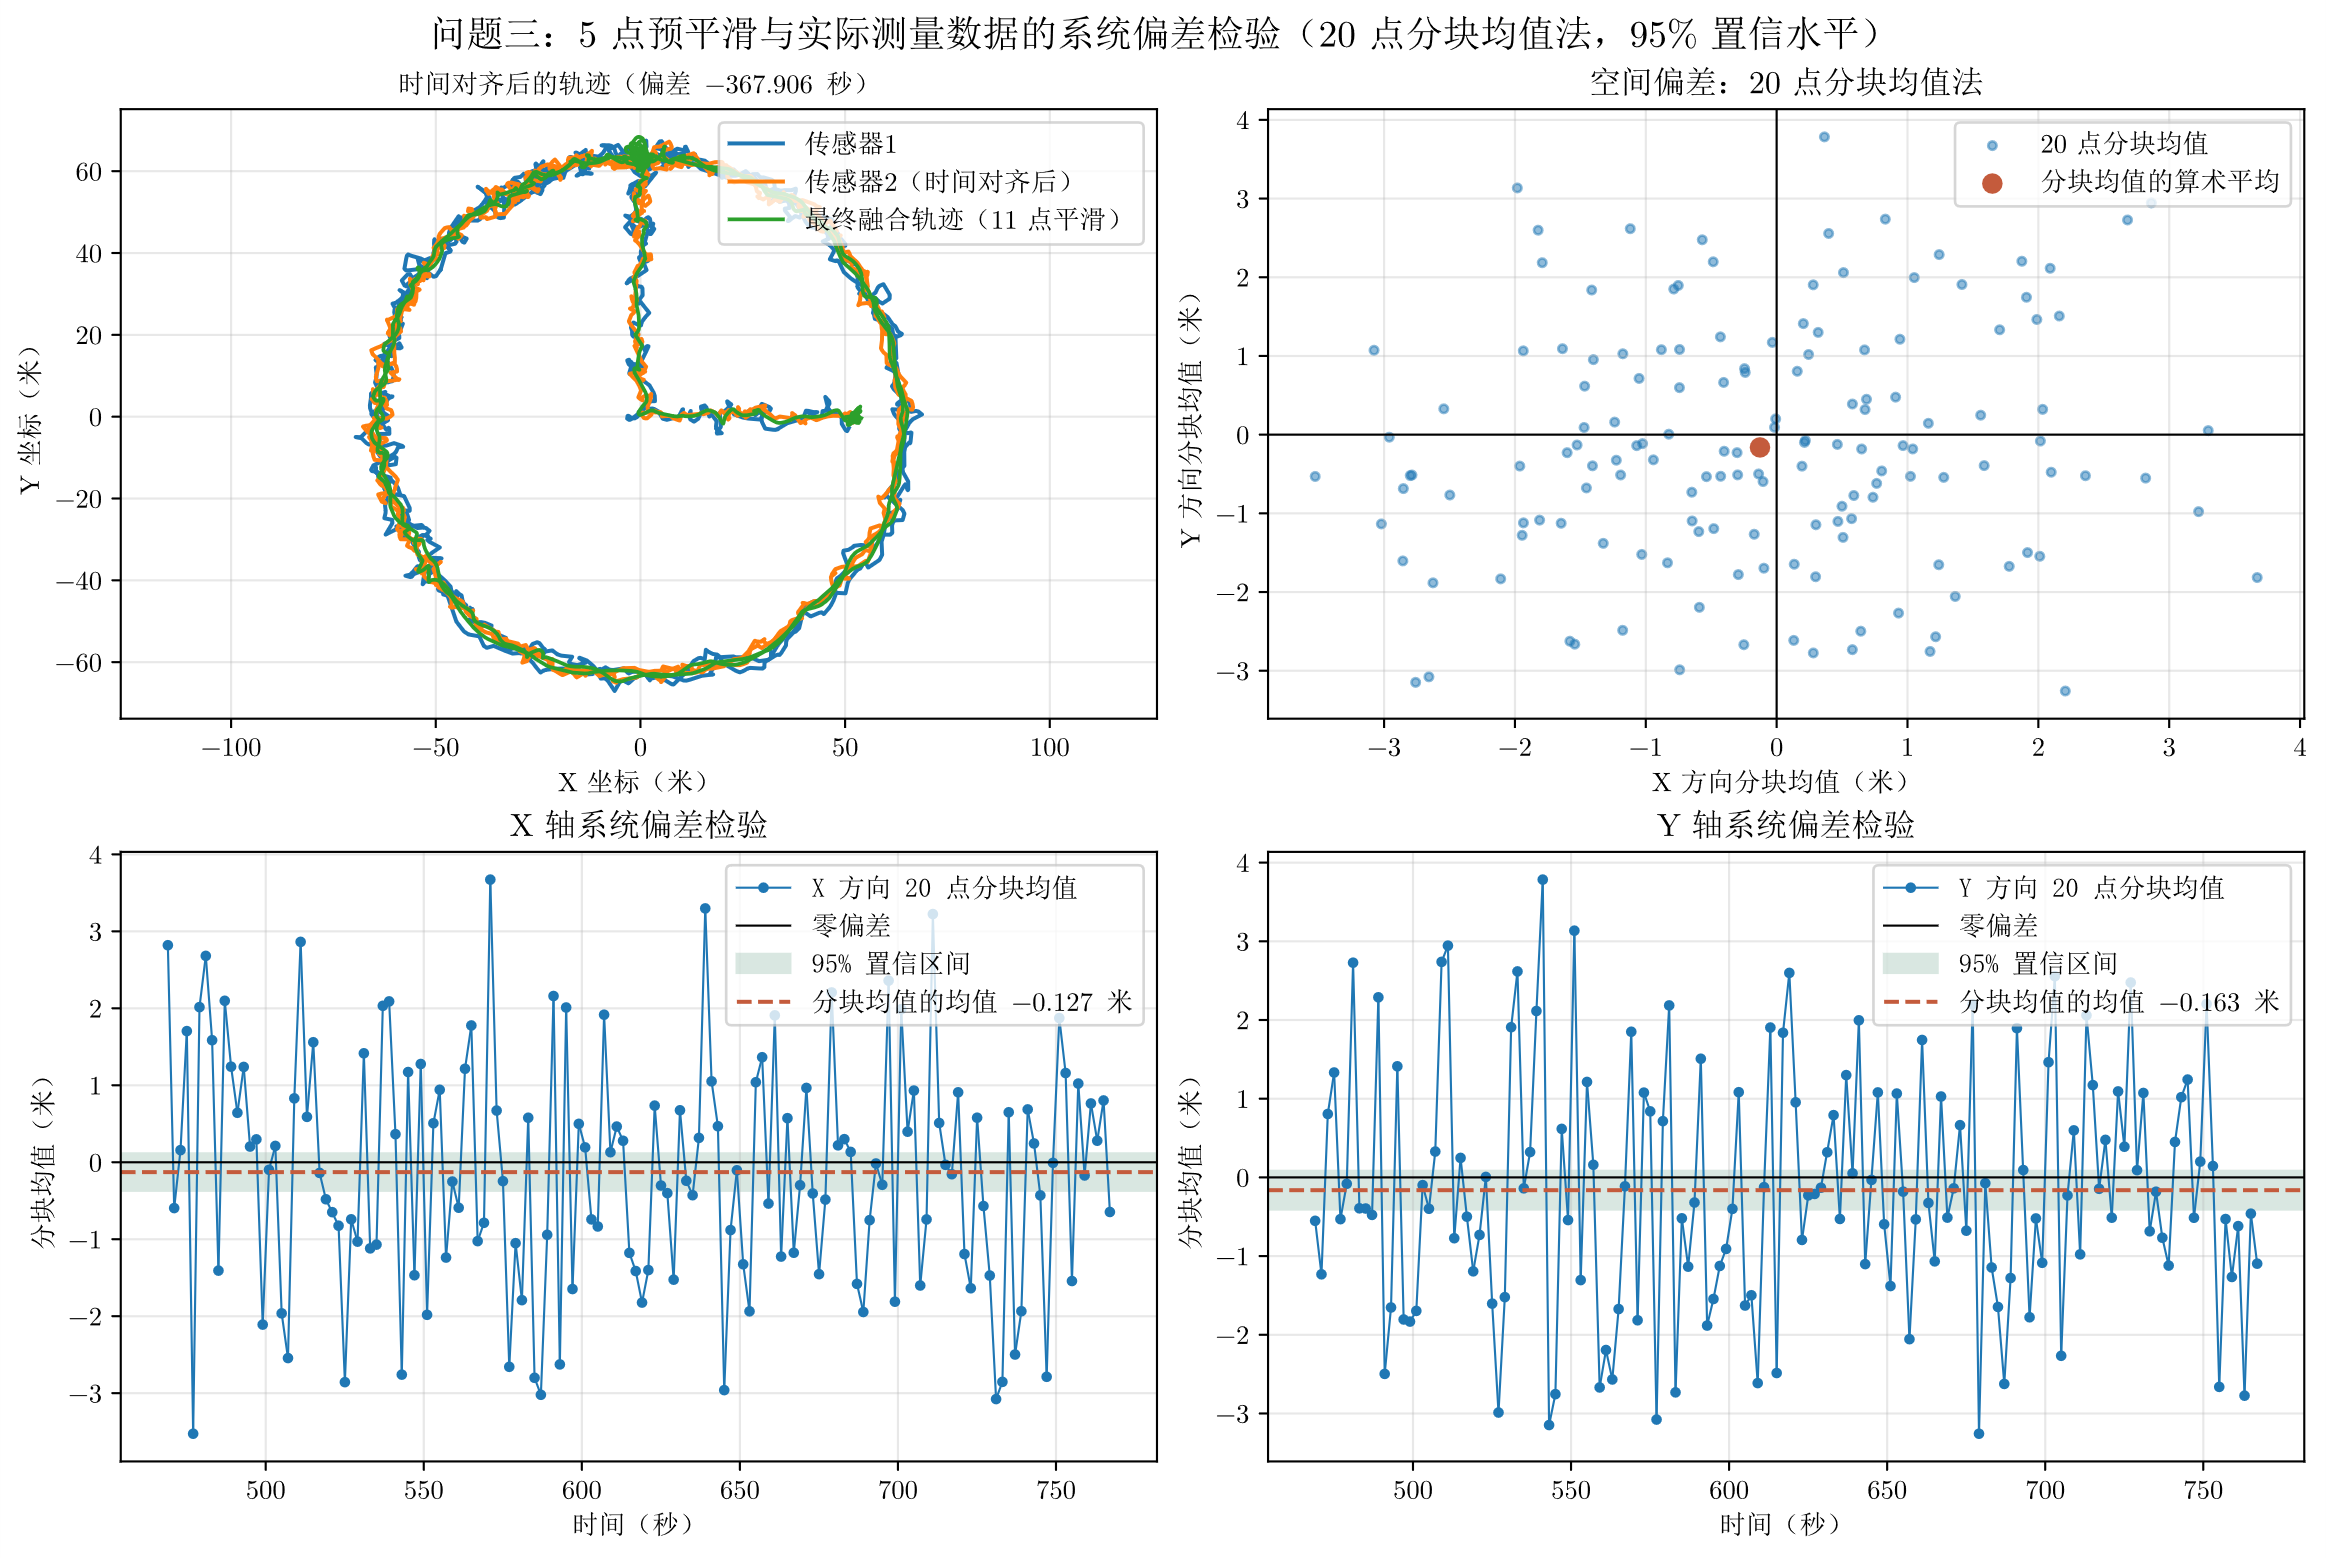 问题三：5 点预平滑与实际测量数据的系统偏差检验（20 点分块均值法，95% 置信水平）
时间对齐后的轨迹（偏差 −367.906 秒）
传感器1
传感器2（时间对齐后）
最终融合轨迹（11 点平滑）
60
40
20
0
−20
−40
−60
Y 坐标（米）
−100
−50
0
50
100
X 坐标（米）
空间偏差：20 点分块均值法
20 点分块均值
分块均值的算术平均
4
3
2
1
0
−1
−2
−3
Y 方向分块均值（米）
−3
−2
−1
0
1
2
3
4
X 方向分块均值（米）
X 轴系统偏差检验
X 方向 20 点分块均值
零偏差
95% 置信区间
分块均值的均值 −0.127 米
4
3
2
1
0
−1
−2
−3
分块均值（米）
500
550
600
650
700
750
时间（秒）
Y 轴系统偏差检验
Y 方向 20 点分块均值
零偏差
95% 置信区间
分块均值的均值 −0.163 米
4
3
2
1
0
−1
−2
−3
分块均值（米）
500
550
600
650
700
750
时间（秒）